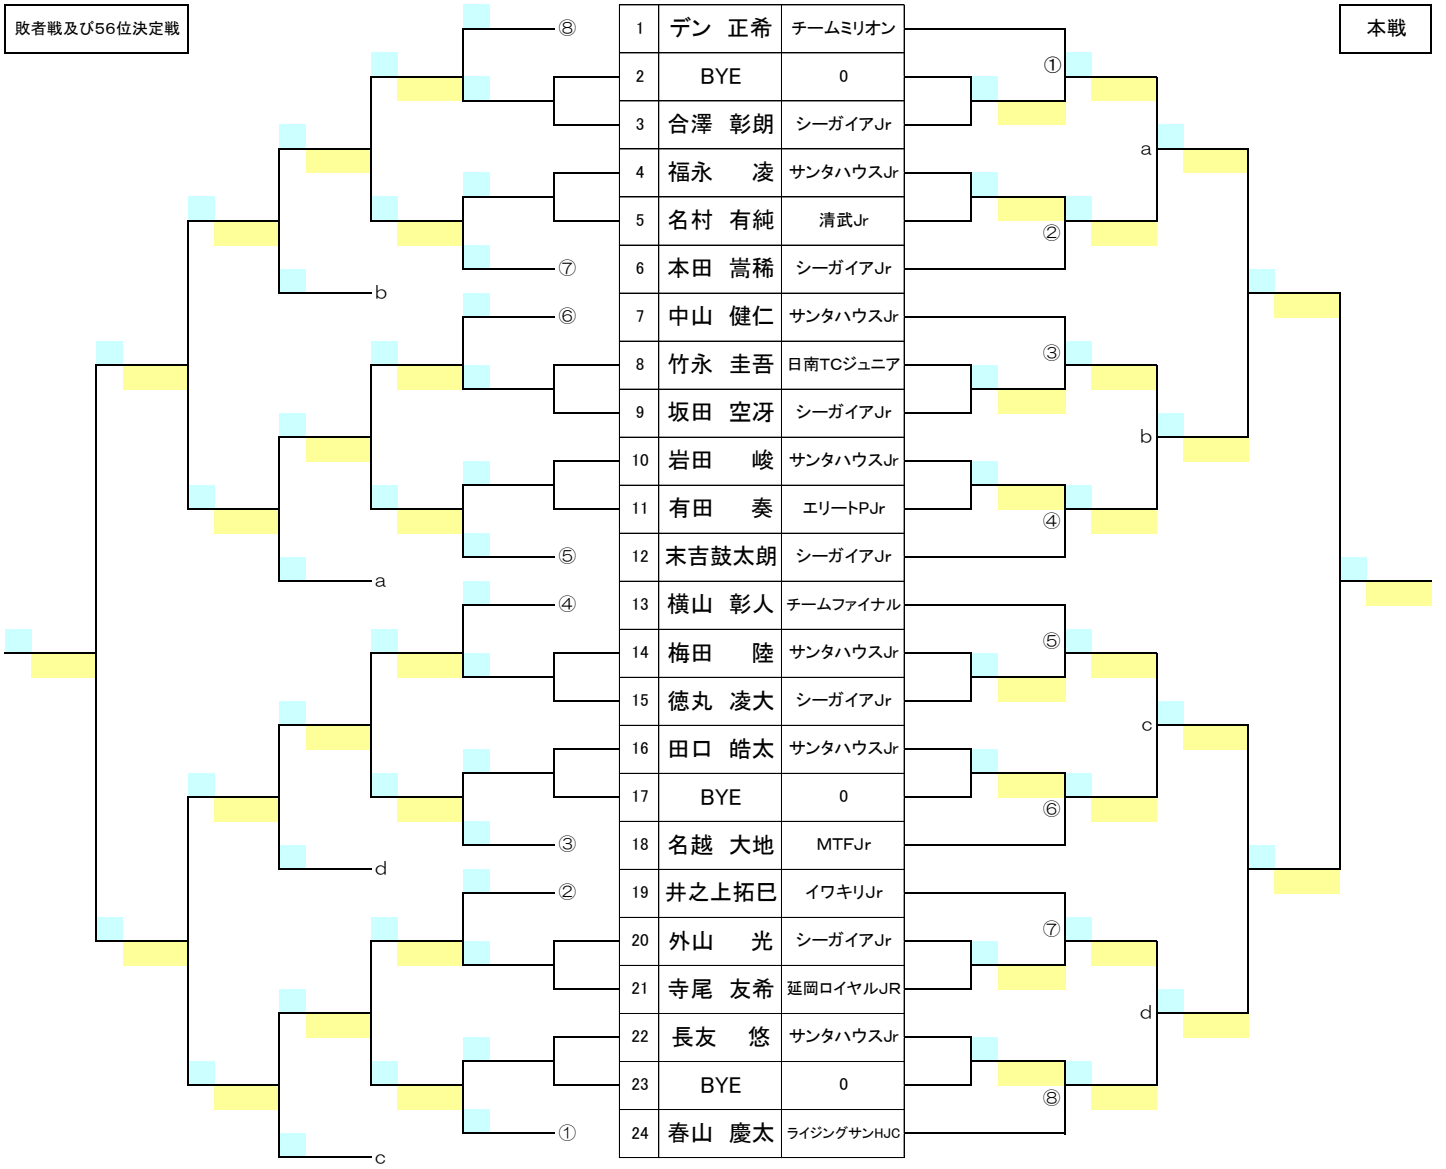 敗者戦及び56位決定戦
本戦
1 デン 正希 チームミリオン
2 BYE 0
3 合澤 彰朗 シーガイアJr
4 福永 凌 サンタハウスJr
5 名村 有純 清武Jr
6 本田 嵩稀 シーガイアJr
7 中山 健仁 サンタハウスJr
8 竹永 圭吾 日南TCジュニア
9 坂田 空冴 シーガイアJr
10 岩田 峻 サンタハウスJr
11 有田 奏 エリートPJr
12 末吉鼓太朗 シーガイアJr
13 横山 彰人 チームファイナル
14 梅田 陸 サンタハウスJr
15 徳丸 凌大 シーガイアJr
16 田口 皓太 サンタハウスJr
17 BYE 0
18 名越 大地 MTFJr
19 井之上拓巳 イワキリJr
20 外山 光 シーガイアJr
21 寺尾 友希 延岡ロイヤルJR
22 長友 悠 サンタハウスJr
23 BYE 0
24 春山 慶太 ライジングサンHJC
⑧
⑦
b
⑥
⑤
a
④
③
d
②
①
c
①
a
②
③
b
④
⑤
c
⑥
⑦
d
⑧